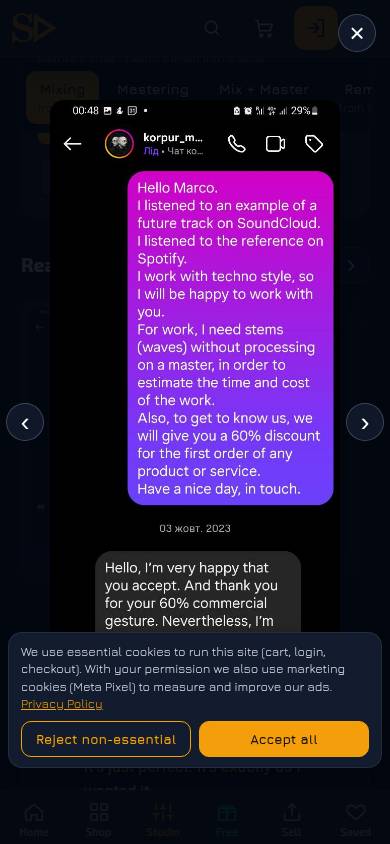 Mixing
Mastering
Mix + Master
Rem
00:48
29%
korpur_m...
Лід • Чат ко...
Hello Marco.
I listened to an example of a
future track on SoundCloud.
I listened to the reference on
Spotify.
I work with techno style, so
I will be happy to work with
you.
For work, I need stems
(waves) without processing
on a master, in order to
estimate the time and cost
of the work.
Also, to get to know us, we
will give you a 60% discount
for the first order of any
product or service.
Have a nice day, in touch.
03 жовт. 2023
Hello, I'm very happy that
you accept. And thank you
for your 60% commercial
gesture. Nevertheless, I'm
We use essential cookies to run this site (cart, login,
checkout). With your permission we also use marketing
cookies (Meta Pixel) to measure and improve our ads.
Privacy Policy
Reject non-essential
Accept all
It's just perfect. It's exactly as I
wanted it
Home
Shop
Studio
Free
Sell
Saved